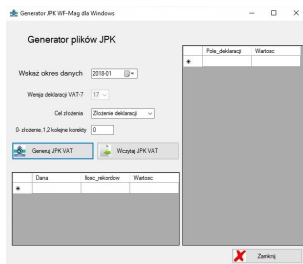 Generator JPK WF-Mag dla Windows
Generator plików JPK
Pole_deklaracji Wartosc
Wskaż okres danych 2018-01
Wersja deklaracji VAT-7 17
Cel złożenia Złożenie deklaracji
0- złożenie, 1,2 kolejne korekty 0
Generuj JPK VAT Wczytaj JPK VAT
Dana Ilosc_rekordow Wartosc
Zamknij